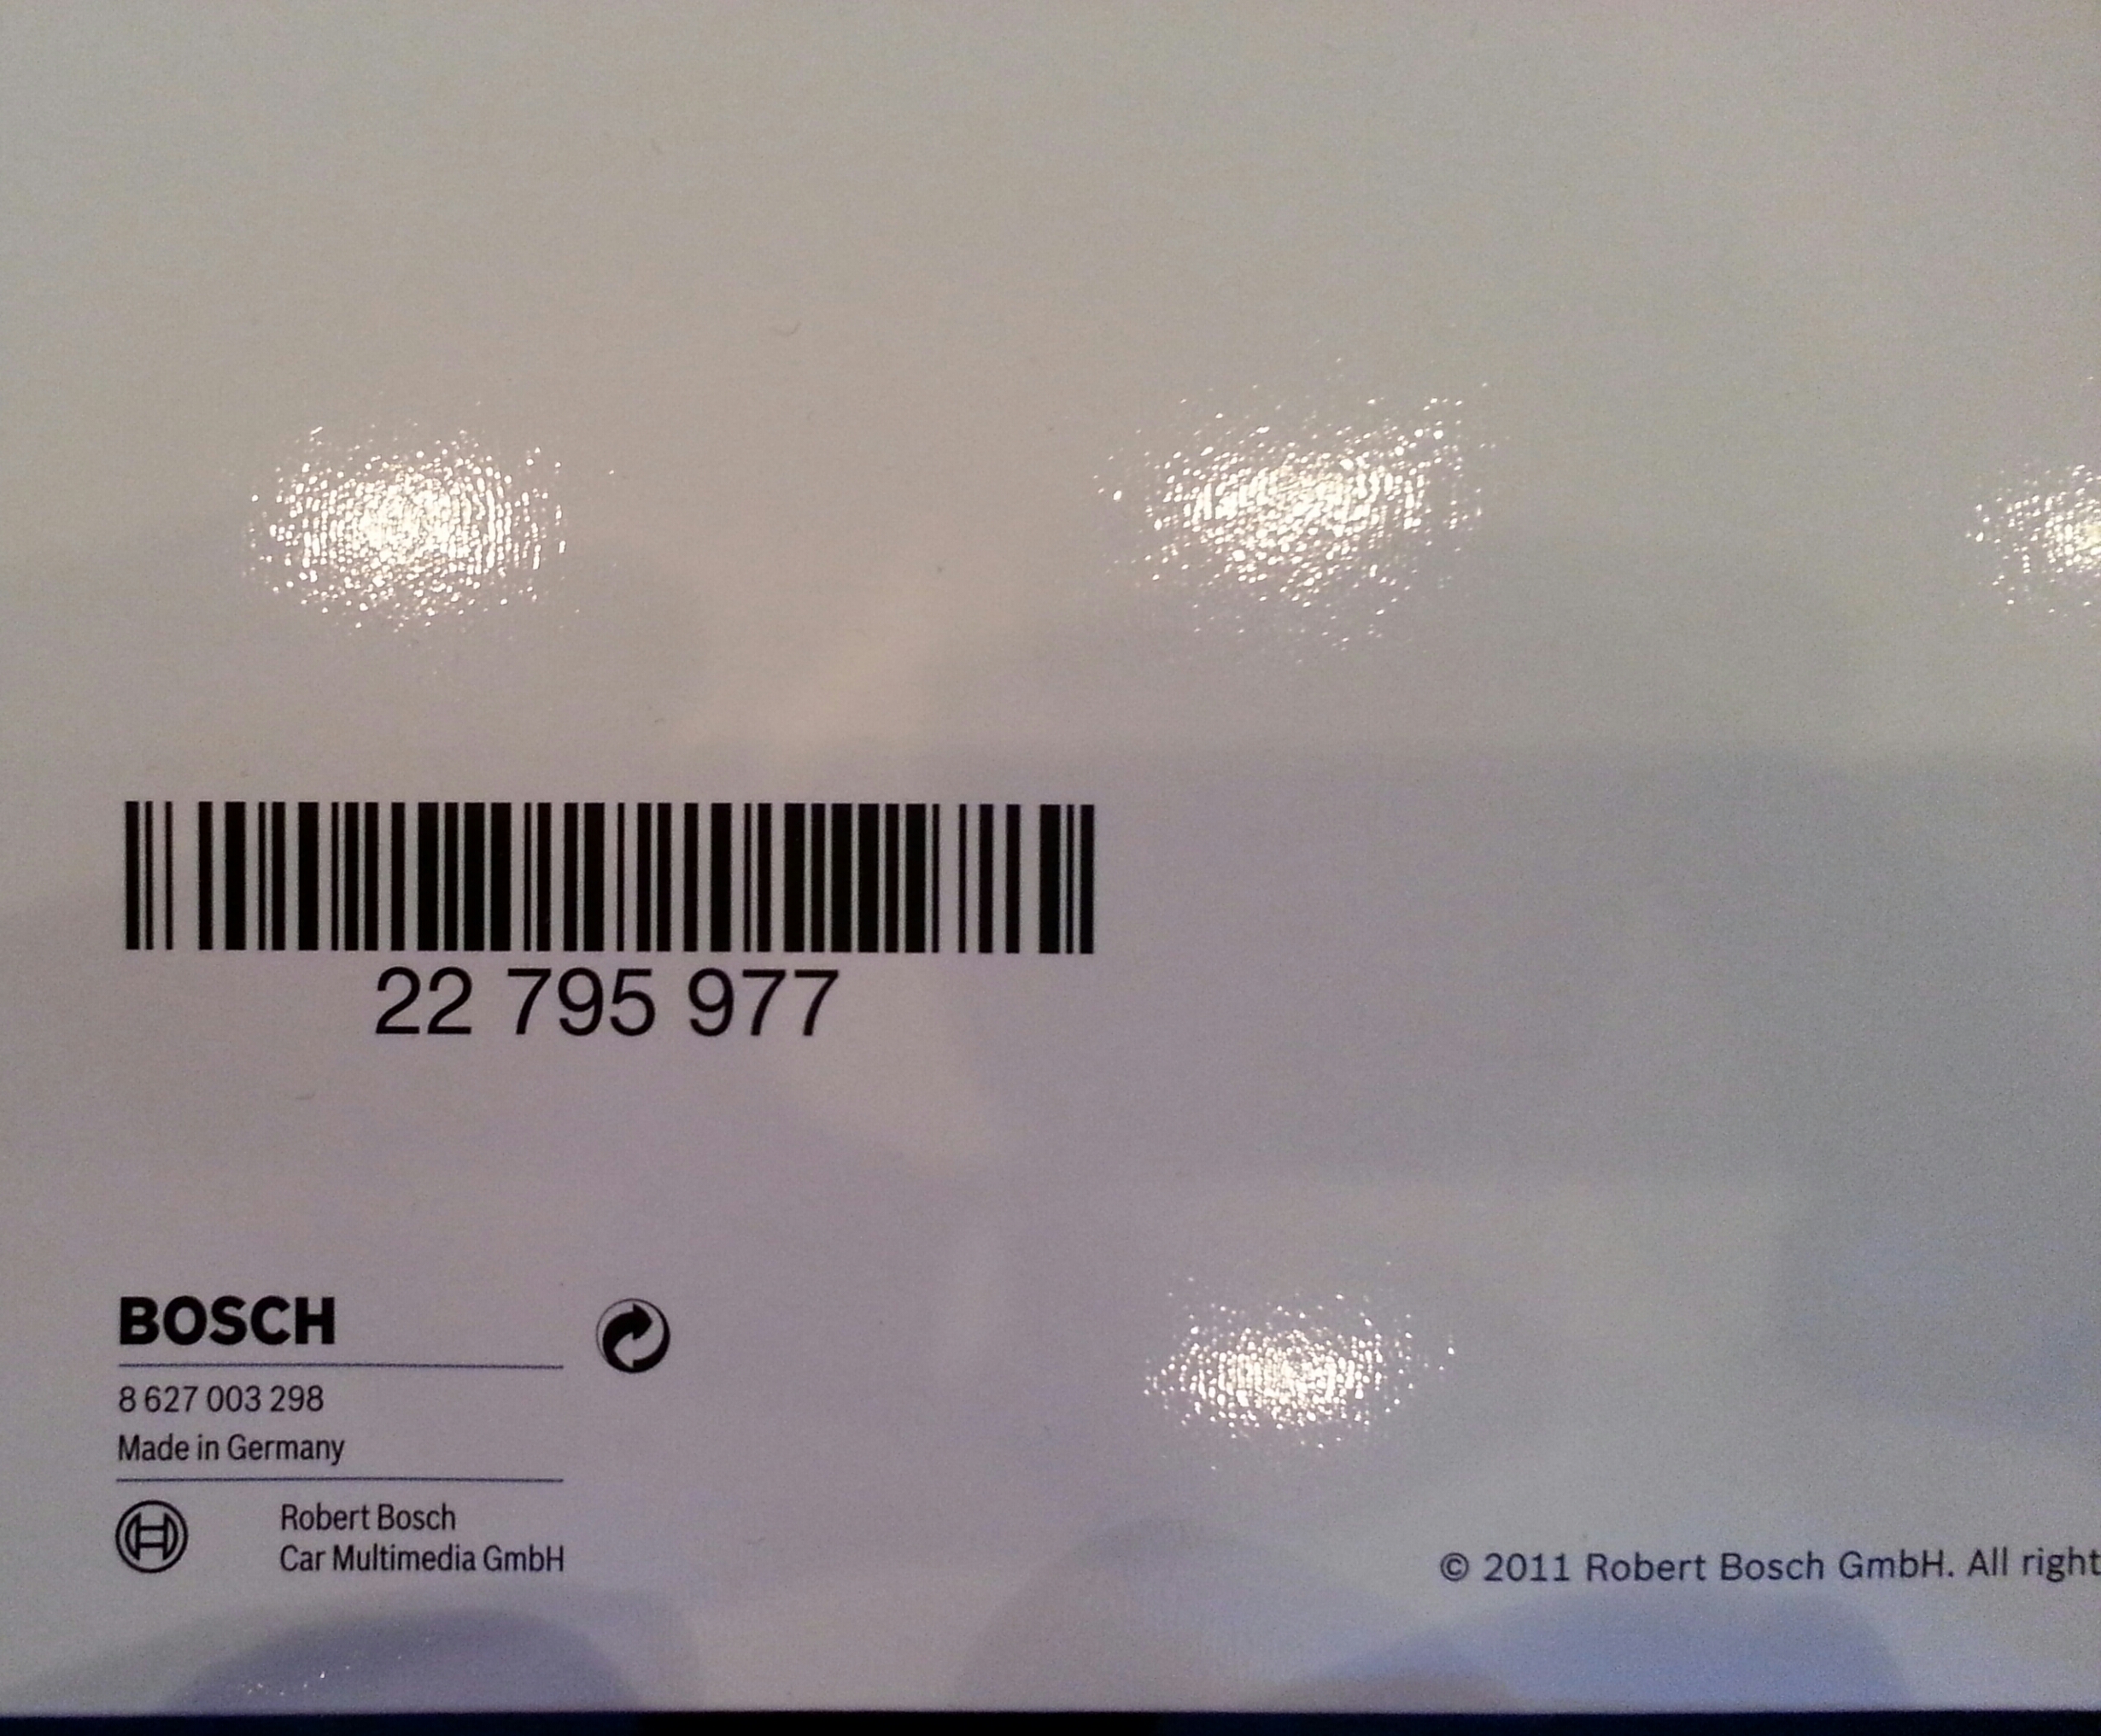 22 795 977
BOSCH
8 627 003 298
Made in Germany
Robert Bosch
Car Multimedia GmbH
© 2011 Robert Bosch GmbH. All right